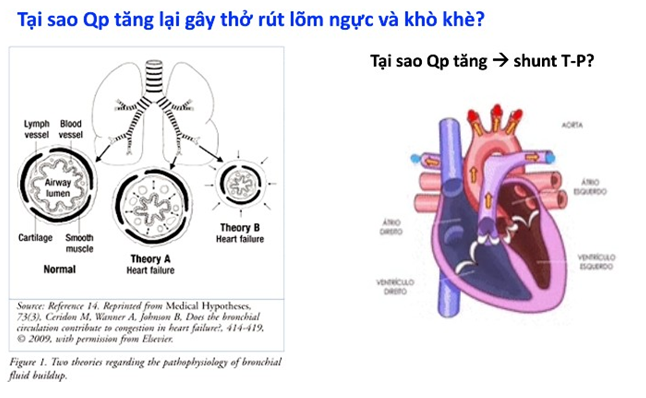 Tại sao Qp tăng lại gây thở rút lõm ngực và khò khè?
Lymph vessel
Blood vessel
Airway lumen
Cartilage
Smooth muscle
Normal
Theory A
Heart failure
Theory B
Heart failure
Source: Reference 14. Reprinted from Medical Hypotheses,
73(3), Ceridon M, Wanner A, Johnson B, Does the bronchial
circulation contribute to congestion in heart failure?, 414-419,
© 2009, with permission from Elsevier.
Figure 1. Two theories regarding the pathophysiology of bronchial
fluid buildup.
Tại sao Qp tăng → shunt T-P?
AORTA
ÁTRIO
ESQUERDO
ÁTRIO
DIREITO
VENTRÍCULO
ESQUERDO
VENTRÍCULO
DIREITO